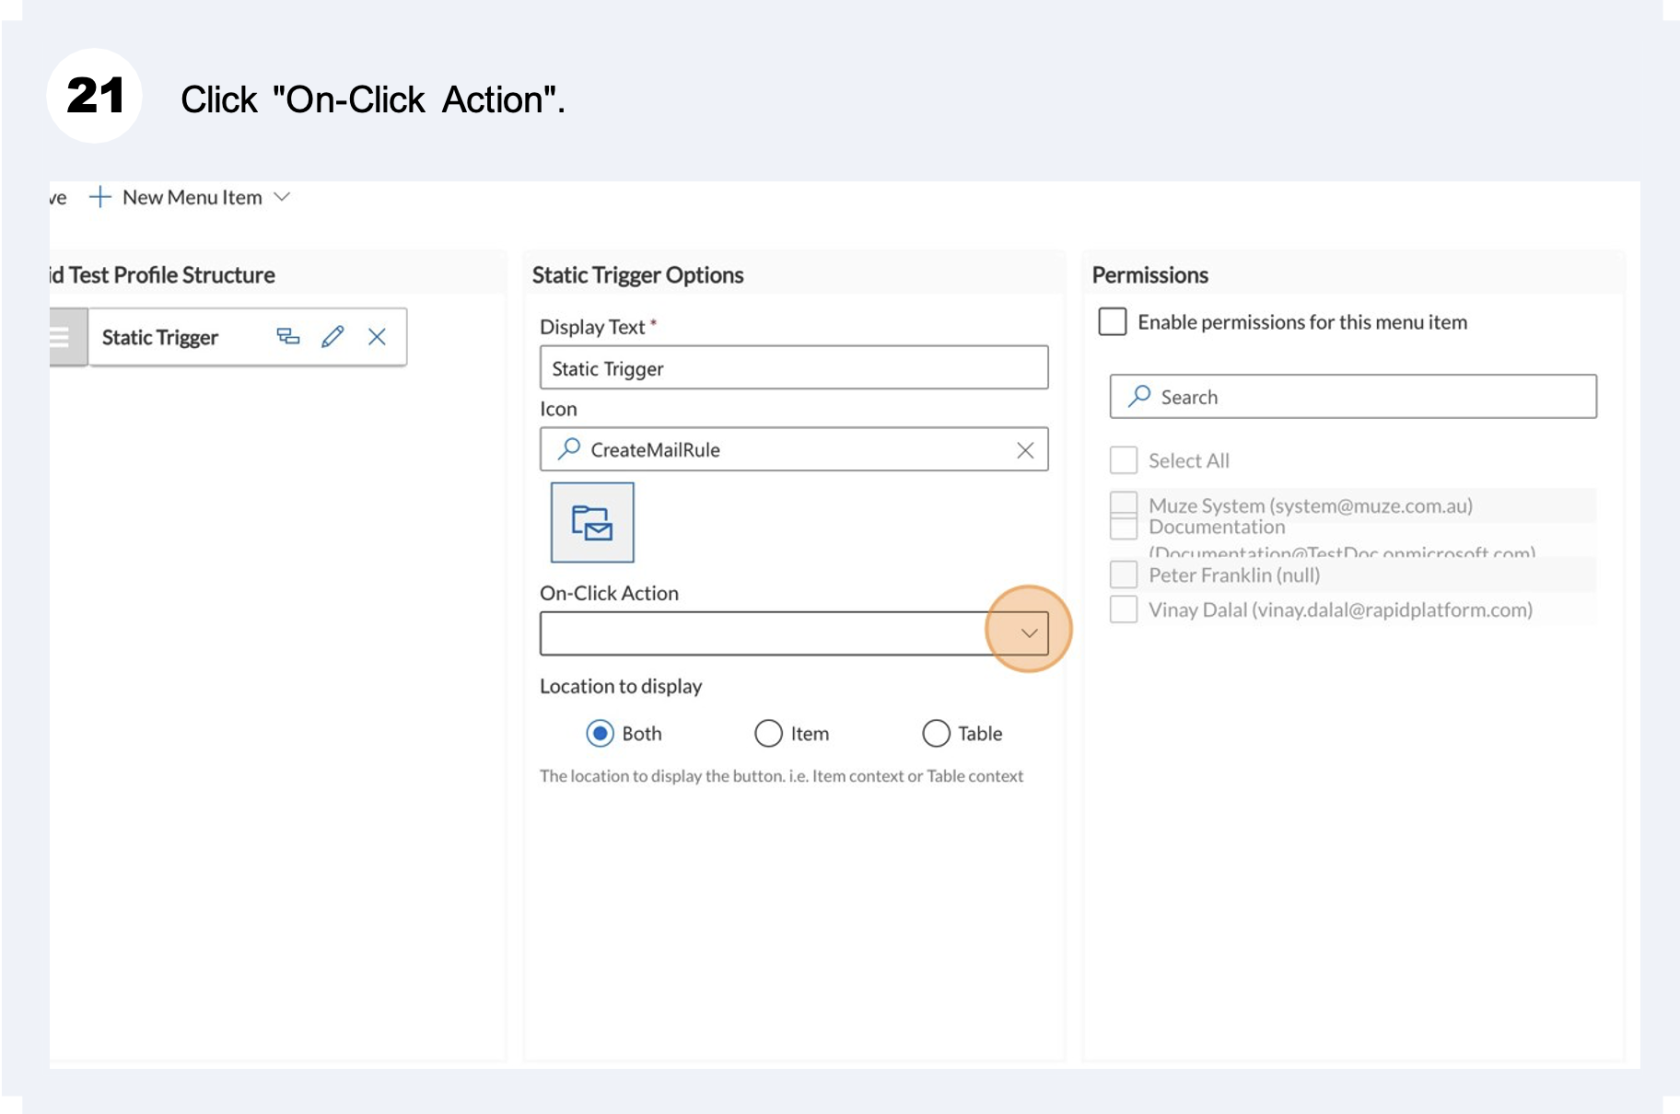 21 Click "On-Click Action".
ve New Menu Item
id Test Profile Structure
Static Trigger
Static Trigger Options
Display Text *
Static Trigger
Icon
CreateMailRule
On-Click Action
Location to display
Both Item Table
The location to display the button. i.e. Item context or Table context
Permissions
Enable permissions for this menu item
Search
Select All
Muze System (system@muze.com.au)
Documentation
(Documentation@TestDoc.onmicrosoft.com)
Peter Franklin (null)
Vinay Dalal (vinay.dalal@rapidplatform.com)